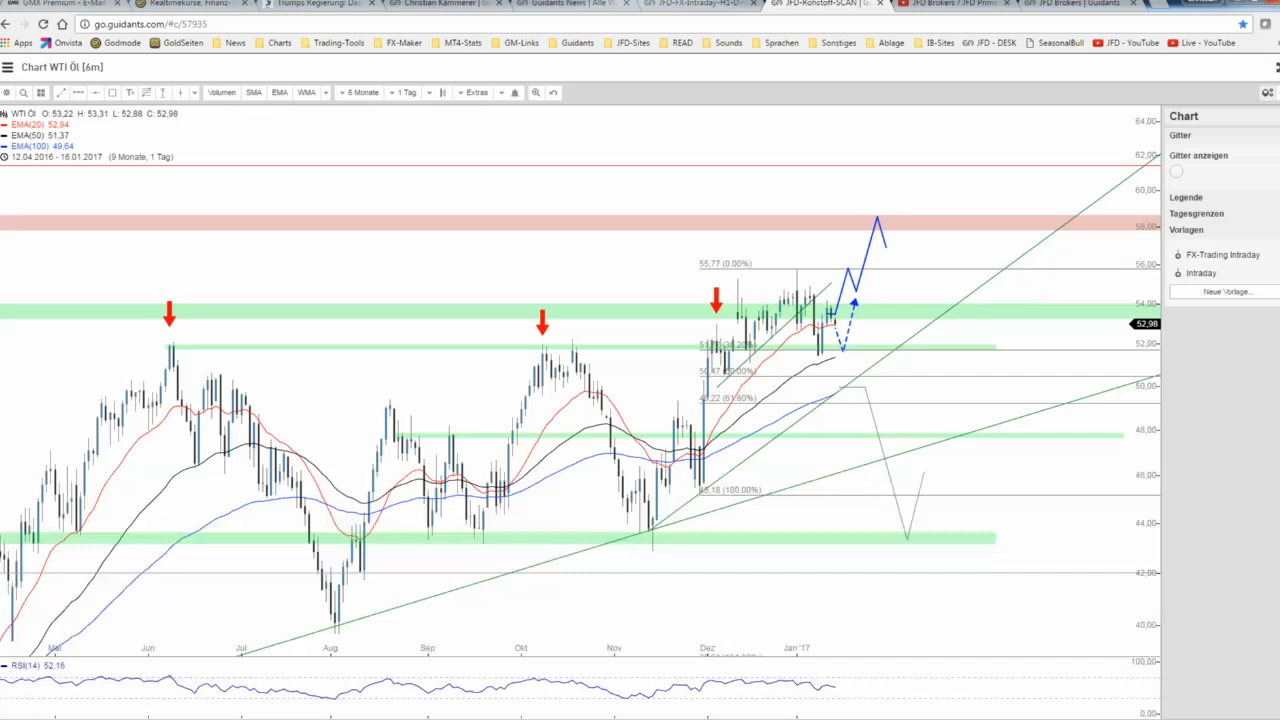 GMX Premium - E-Mail
Realtimekurse, Finanz-
Trumps Regierung: Das
Christian Kämmerer | G
Guidants News | Alle W
JFD-FX-Intraday-H1-D
JFD-Rohstoff-SCAN | G
JFD Brokers / JFD Prime
JFD Brokers | Guidants
go.guidants.com/#c/57935
Apps
Onvista
Godmode
GoldSeiten
News
Charts
Trading-Tools
FX-Maker
MT4-Stats
GM-Links
Guidants
JFD-Sites
READ
Sounds
Sprachen
Sonstiges
Ablage
IB-Sites
JFD - DESK
SeasonalBull
JFD - YouTube
Live - YouTube
Chart WTI Öl [6m]
Volumen
SMA
EMA
WMA
6 Monate
1 Tag
Extras
WTI Öl O: 53,22 H: 53,31 L: 52,88 C: 52,98
EMA(20) 52,94
EMA(50) 51,37
EMA(100) 49,64
12.04.2016 - 16.01.2017 (9 Monate, 1 Tag)
64,00
62,00
60,00
58,00
56,00
54,00
52,98
52,00
50,00
48,00
46,00
44,00
42,00
40,00
55,77 (0.00%)
49,22 (61.80%)
45,18 (100.00%)
Mai
Jun
Jul
Aug
Sep
Okt
Nov
Dez
Jan '17
RSI(14) 52.16
100,00
0,00
Chart
Gitter
Gitter anzeigen
Legende
Tagesgrenzen
Vorlagen
FX-Trading Intraday
Intraday
Neue Vorlage...